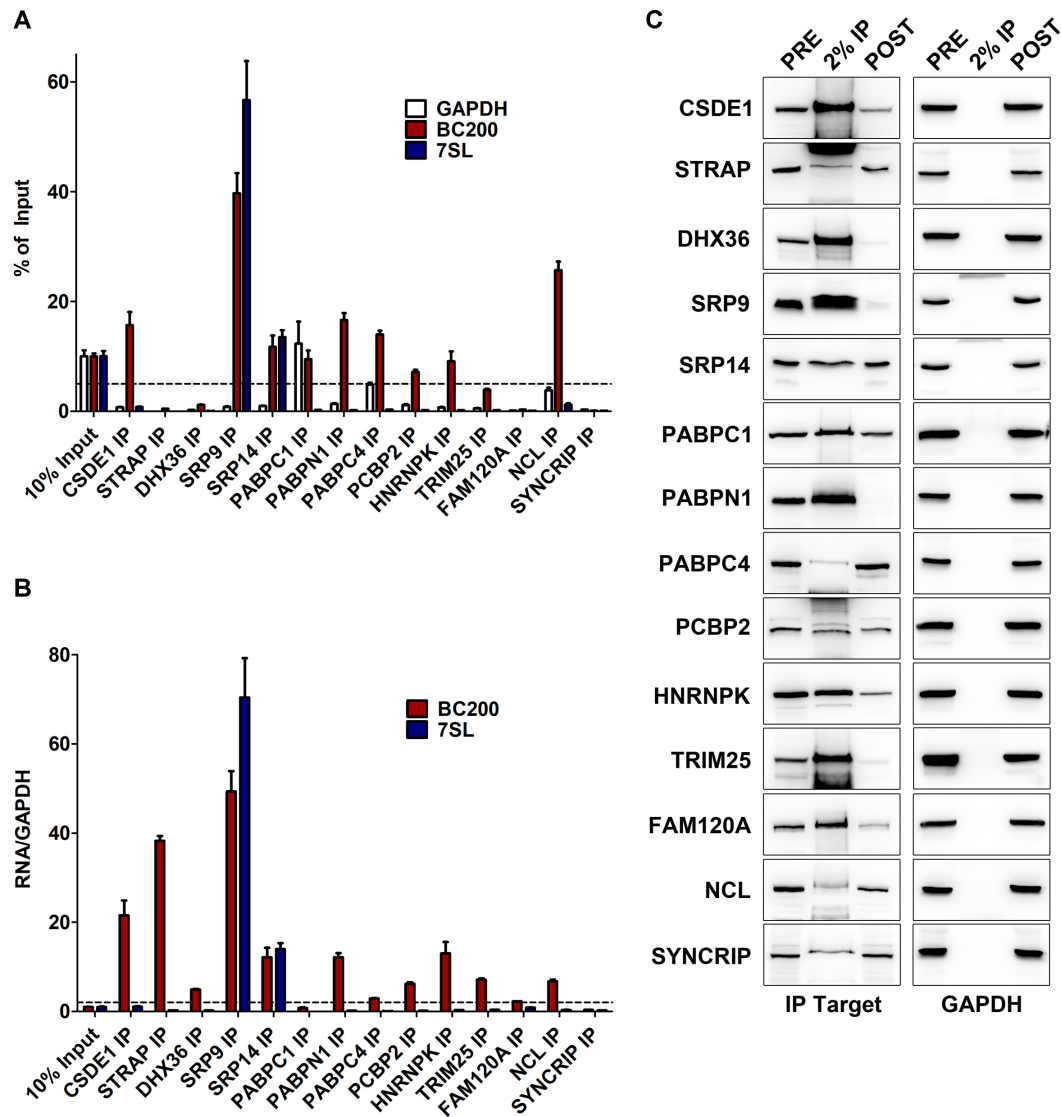 A
60
40
20
0
% of Input
GAPDH
BC200
7SL
10% Input
CSDE1 IP
STRAP IP
DHX36 IP
SRP9 IP
SRP14 IP
PABPC1 IP
PABPN1 IP
PABPC4 IP
PCBP2 IP
HNRNPK IP
TRIM25 IP
FAM120A IP
NCL IP
SYNCRIP IP
B
80
60
40
20
0
RNA/GAPDH
BC200
7SL
10% Input
CSDE1 IP
STRAP IP
DHX36 IP
SRP9 IP
SRP14 IP
PABPC1 IP
PABPN1 IP
PABPC4 IP
PCBP2 IP
HNRNPK IP
TRIM25 IP
FAM120A IP
NCL IP
SYNCRIP IP
C
PRE 2% IP POST PRE 2% IP POST
CSDE1
STRAP
DHX36
SRP9
SRP14
PABPC1
PABPN1
PABPC4
PCBP2
HNRNPK
TRIM25
FAM120A
NCL
SYNCRIP
IP Target GAPDH